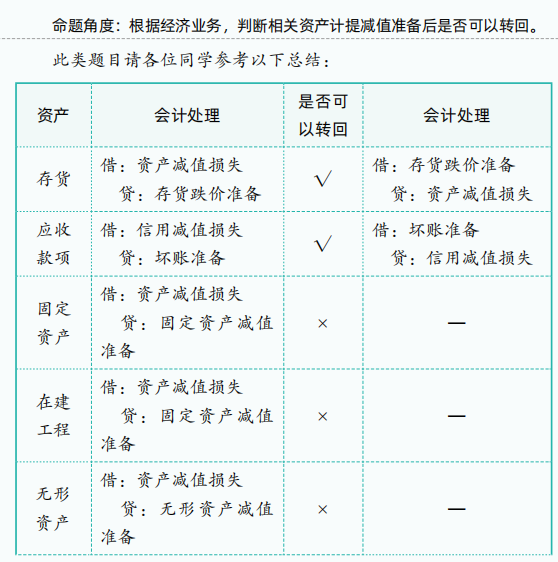 命题角度：根据经济业务，判断相关资产计提减值准备后是否可以转回。
此类题目请各位同学参考以下总结：
资产
会计处理
是否可
以转回
会计处理
存货
借：资产减值损失
贷：存货跌价准备
√
借：存货跌价准备
贷：资产减值损失
应收
款项
借：信用减值损失
贷：坏账准备
√
借：坏账准备
贷：信用减值损失
固定
资产
借：资产减值损失
贷：固定资产减值
准备
×
—
在建
工程
借：资产减值损失
贷：固定资产减值
准备
×
—
无形
资产
借：资产减值损失
贷：无形资产减值
准备
×
—